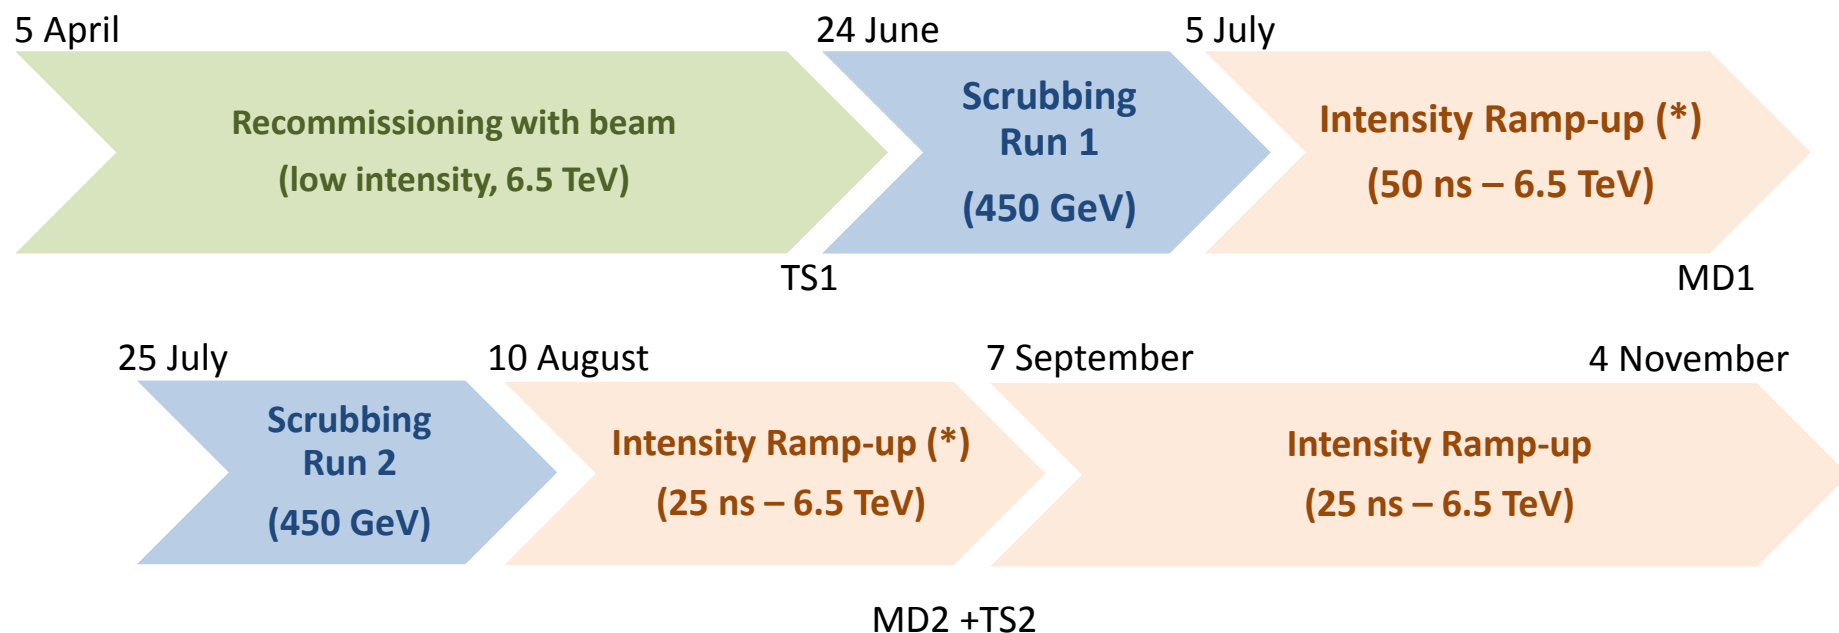 5 April
24 June
5 July
Recommissioning with beam
(low intensity, 6.5 TeV)
Scrubbing
Run 1
(450 GeV)
Intensity Ramp-up (*)
(50 ns – 6.5 TeV)
TS1
MD1
25 July
10 August
7 September
4 November
Scrubbing
Run 2
(450 GeV)
Intensity Ramp-up (*)
(25 ns – 6.5 TeV)
Intensity Ramp-up
(25 ns – 6.5 TeV)
MD2 +TS2